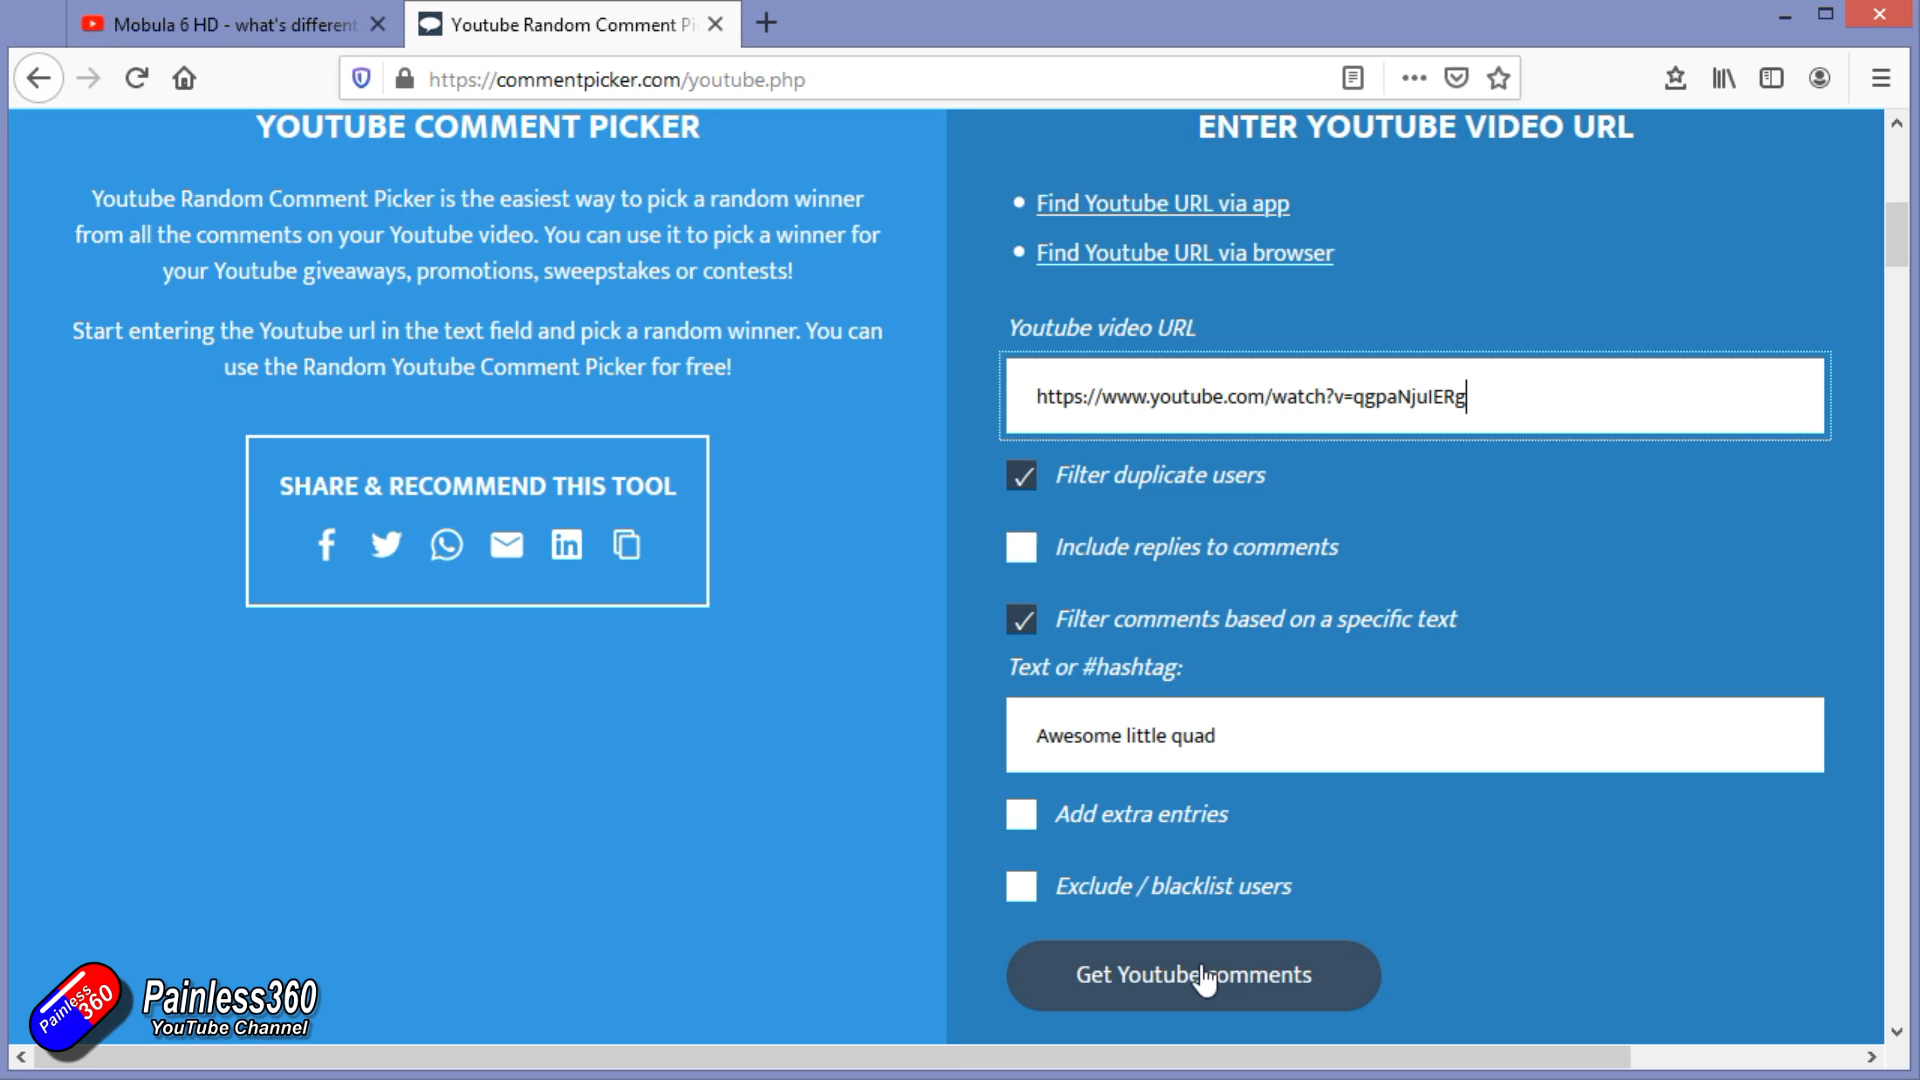 Mobula 6 HD - what's different
Youtube Random Comment Pi
https://commentpicker.com/youtube.php
YOUTUBE COMMENT PICKER
Youtube Random Comment Picker is the easiest way to pick a random winner
from all the comments on your Youtube video. You can use it to pick a winner for
your Youtube giveaways, promotions, sweepstakes or contests!
Start entering the Youtube url in the text field and pick a random winner. You can
use the Random Youtube Comment Picker for free!
SHARE & RECOMMEND THIS TOOL
ENTER YOUTUBE VIDEO URL
Find Youtube URL via app
Find Youtube URL via browser
Youtube video URL
https://www.youtube.com/watch?v=qgpaNjuIERg
Filter duplicate users
Include replies to comments
Filter comments based on a specific text
Text or #hashtag:
Awesome little quad
Add extra entries
Exclude / blacklist users
Get Youtube comments
Painless 360
Painless360
YouTube Channel